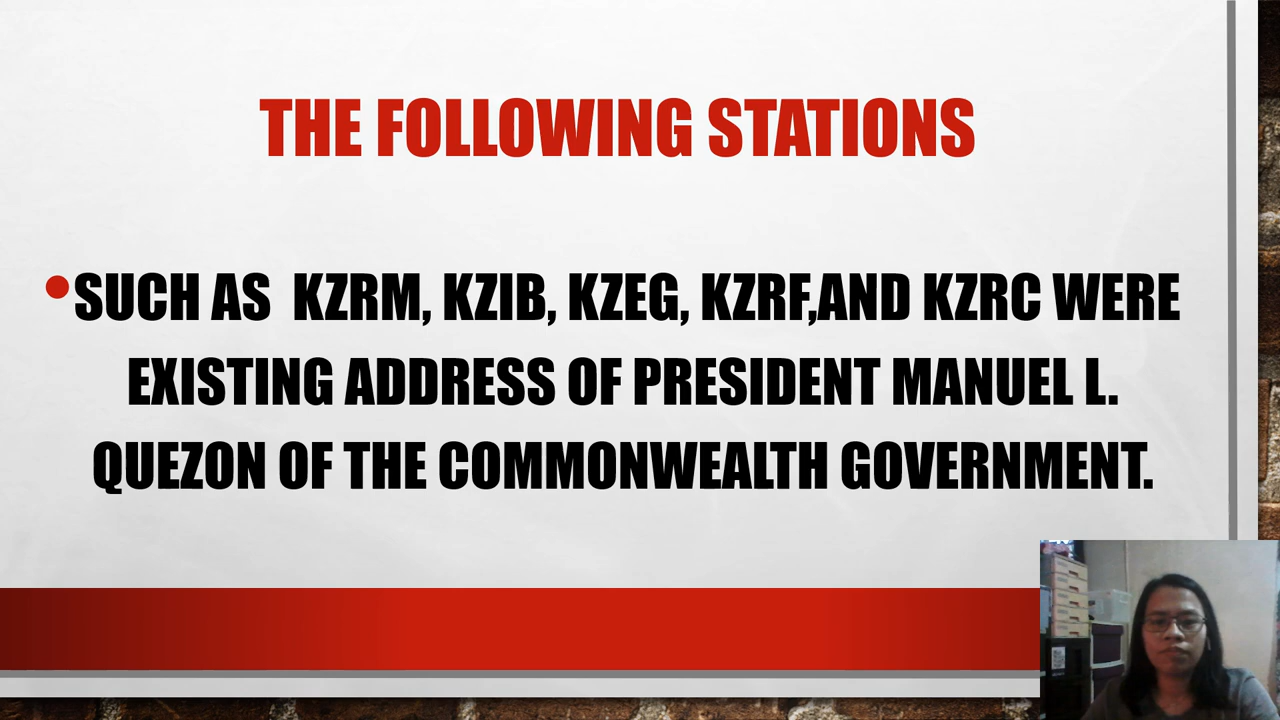 THE FOLLOWING STATIONS
•SUCH AS KZRM, KZIB, KZEG, KZRF,AND KZRC WERE
EXISTING ADDRESS OF PRESIDENT MANUEL L.
QUEZON OF THE COMMONWEALTH GOVERNMENT.